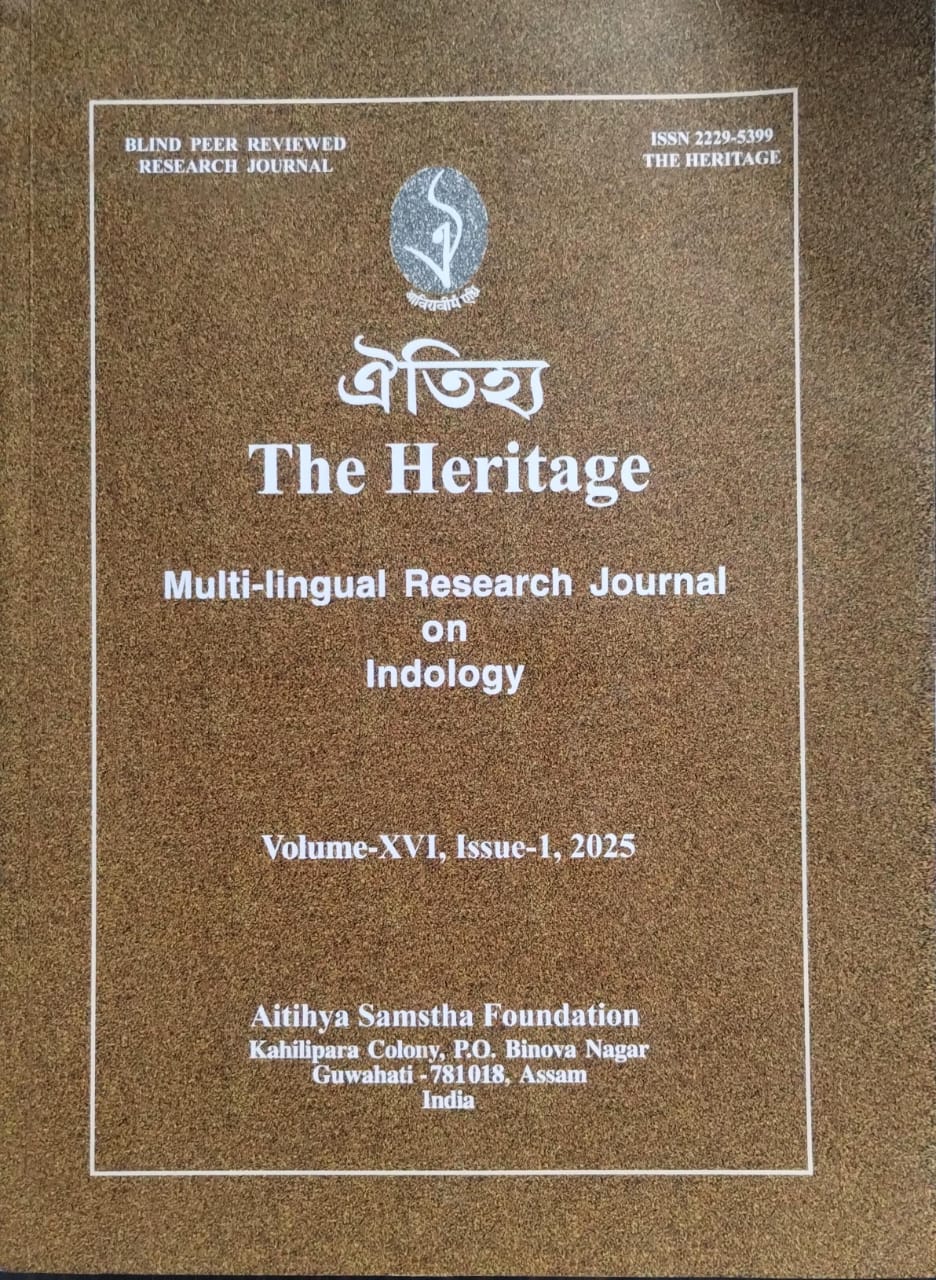 BLIND PEER REVIEWED
RESEARCH JOURNAL
ISSN 2229-5399
THE HERITAGE
ঐ
ঐতিহ্য
The Heritage
Multi-lingual Research Journal
on
Indology
Volume-XVI, Issue-1, 2025
Aitihya Samstha Foundation
Kahilipara Colony, P.O. Binova Nagar
Guwahati - 781018, Assam
India